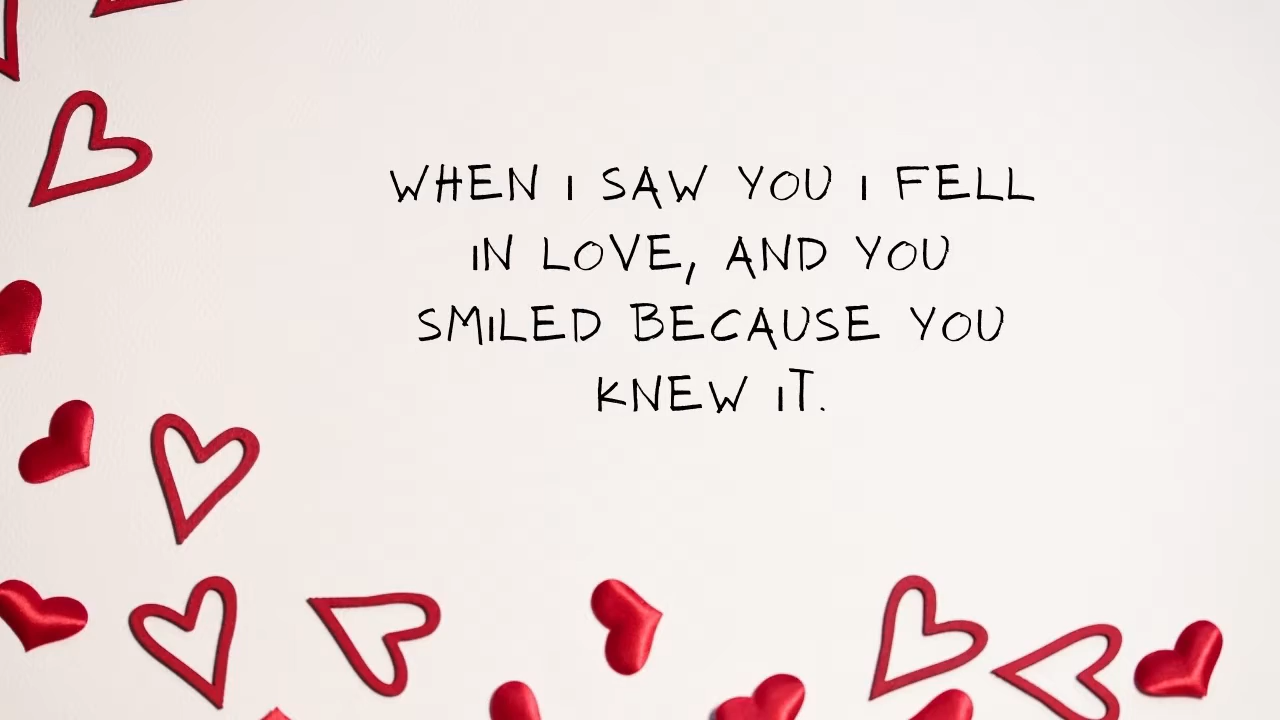 WHEN I SAW YOU I FELL
IN LOVE, AND YOU
SMILED BECAUSE YOU
KNEW IT.